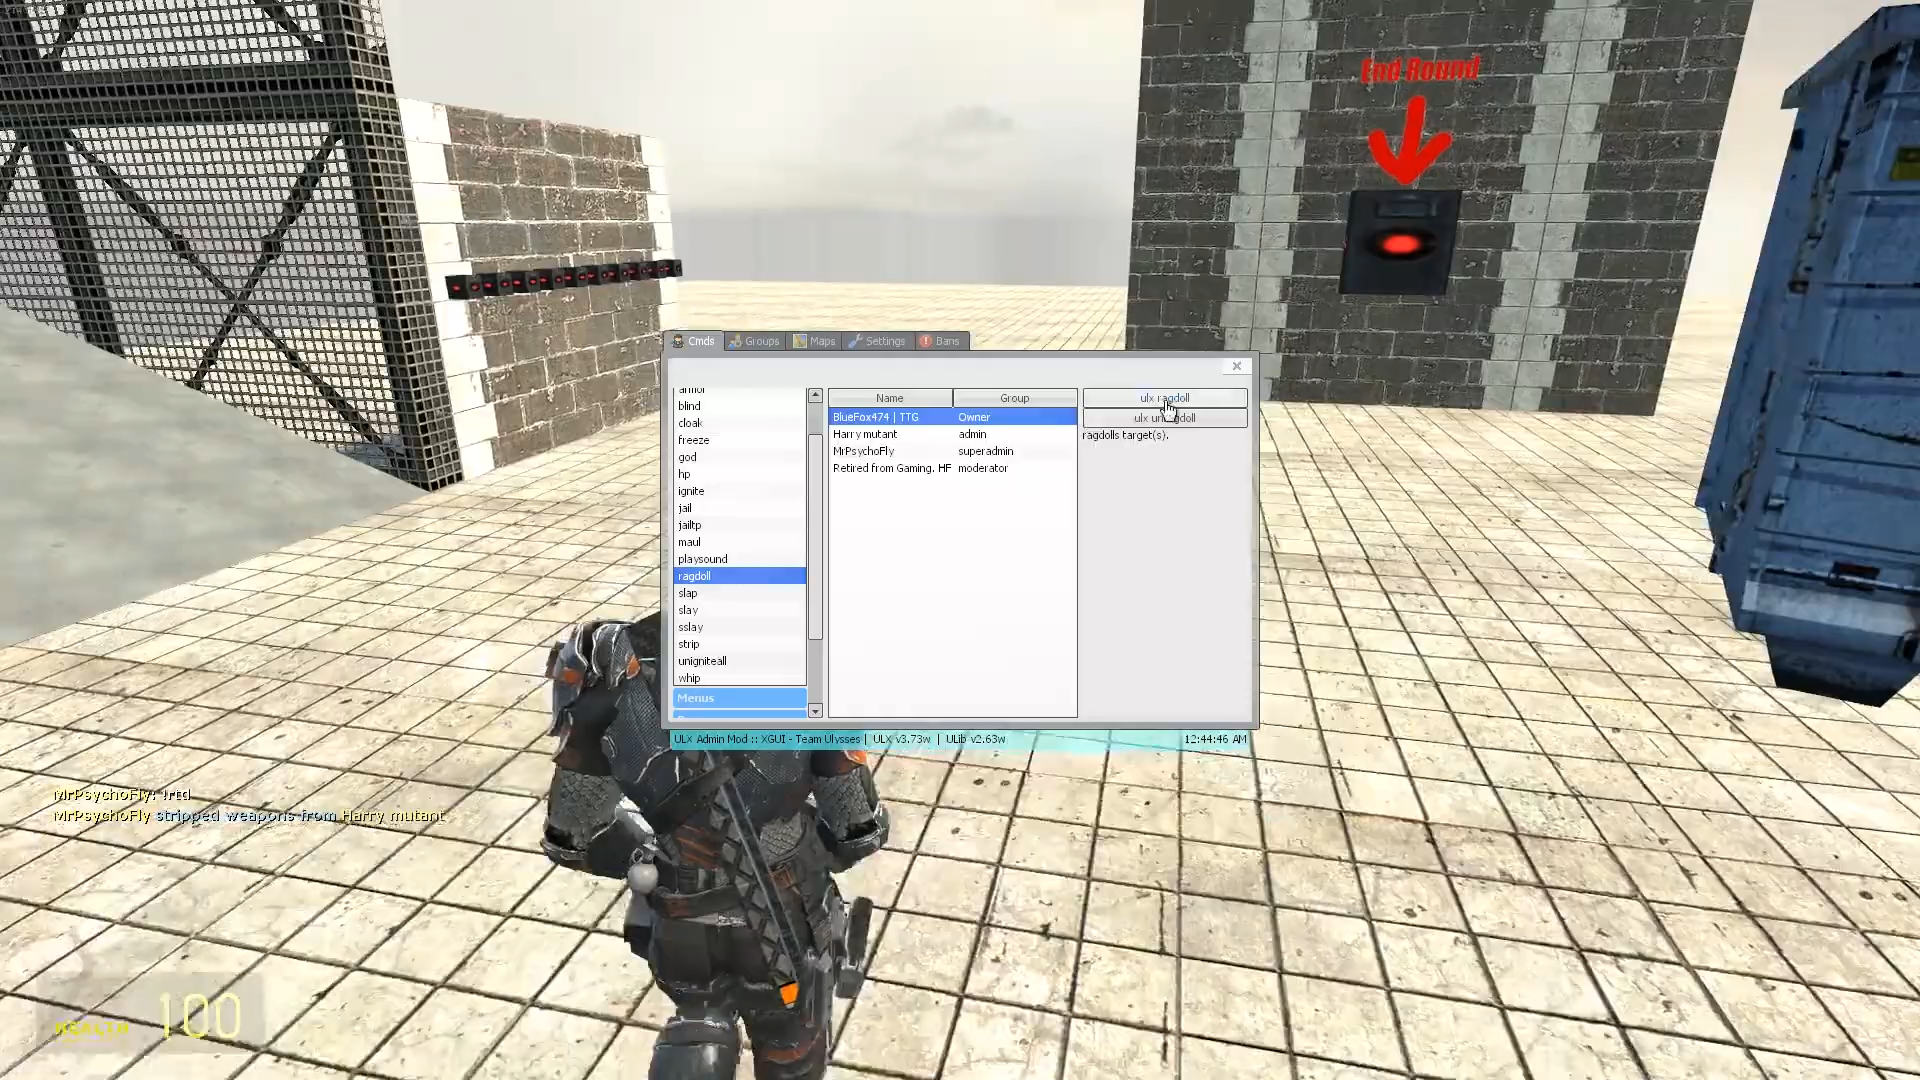 End Round
Cmds Groups Maps Settings Bans
armor
blind
cloak
freeze
god
hp
ignite
jail
jailtp
maul
playsound
ragdoll
slap
slay
sslay
strip
unigniteall
whip
Menus
Name Group
BlueFox474 | TTG Owner
Harry mutant admin
MrPsychoFly superadmin
Retired from Gaming. HF moderator
ulx ragdoll
ulx
ragdolls target(s).
ULX Admin Mod :: XGUI - Team Ulysses | ULX v3.73w | ULib v2.63w 12:44:46 AM
MrPsychoFly: !rtd
MrPsychoFly stripped weapons from Harry mutant
HEALTH 100